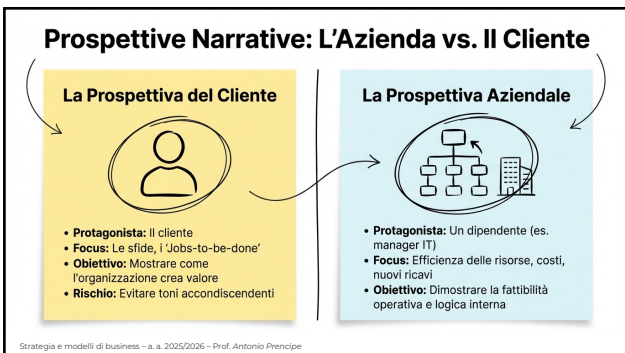 Prospettive Narrative: L'Azienda vs. Il Cliente
La Prospettiva del Cliente
• Protagonista: Il cliente
• Focus: Le sfide, i 'Jobs-to-be-done'
• Obiettivo: Mostrare come
l'organizzazione crea valore
• Rischio: Evitare toni accondiscendenti
La Prospettiva Aziendale
• Protagonista: Un dipendente (es.
manager IT)
• Focus: Efficienza delle risorse, costi,
nuovi ricavi
• Obiettivo: Dimostrare la fattibilità
operativa e logica interna
Strategia e modelli di business – a. a. 2025/2026 – Prof. Antonio Prencipe